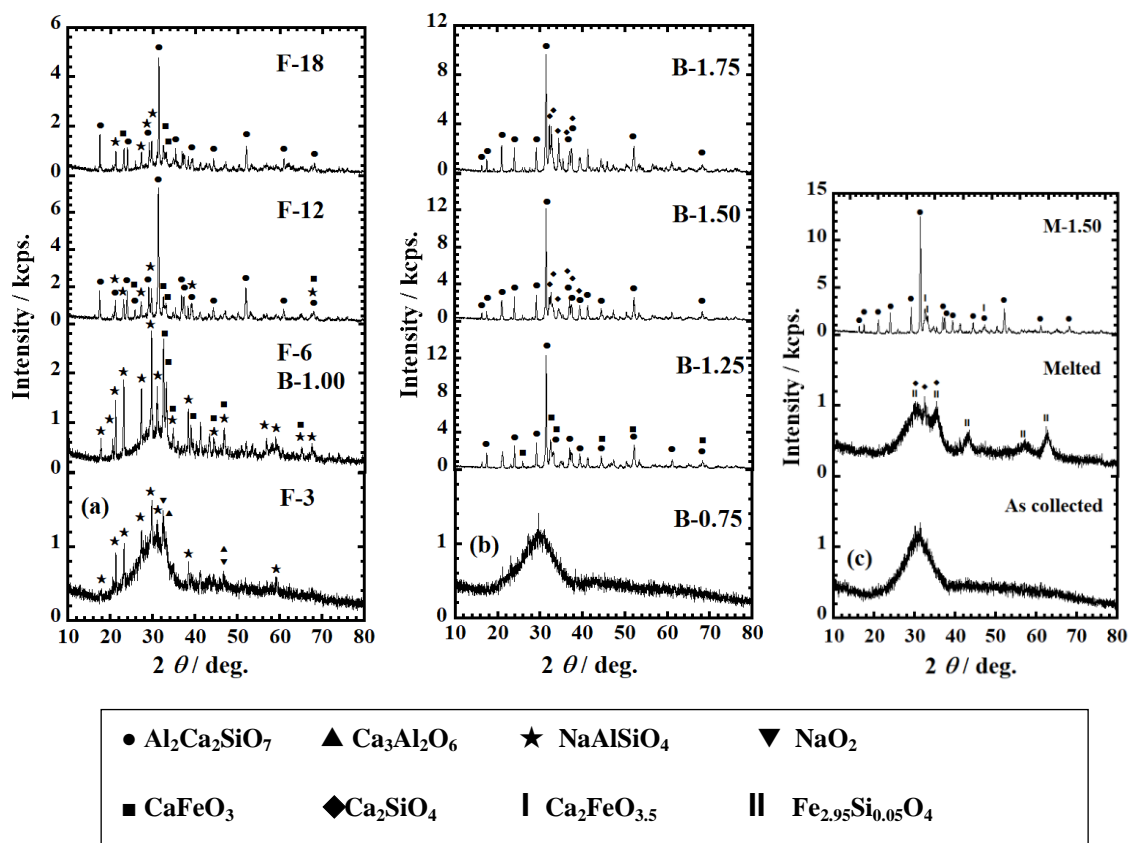 6
4
2
0
F-18
6
4
2
0
F-12
2
1
0
F-6
B-1.00
1
0
(a)
F-3
10 20 30 40 50 60 70 80
2 θ / deg.
Intensity / kcps.
12
8
4
0
B-1.75
12
8
4
0
B-1.50
12
8
4
0
B-1.25
1
0
(b)
B-0.75
10 20 30 40 50 60 70 80
2 θ / deg.
Intensity / kcps.
15
10
5
0
M-1.50
1
0
Melted
1
0
(c)
As collected
10 20 30 40 50 60 70 80
2 θ / deg.
Intensity / kcps.
● Al₂Ca₂SiO₇ ▲ Ca₃Al₂O₆ ★ NaAlSiO₄ ▼ NaO₂
■ CaFeO₃ ◆ Ca₂SiO₄ I Ca₂FeO₃.₅ II Fe₂.₉₅Si₀.₀₅O₄